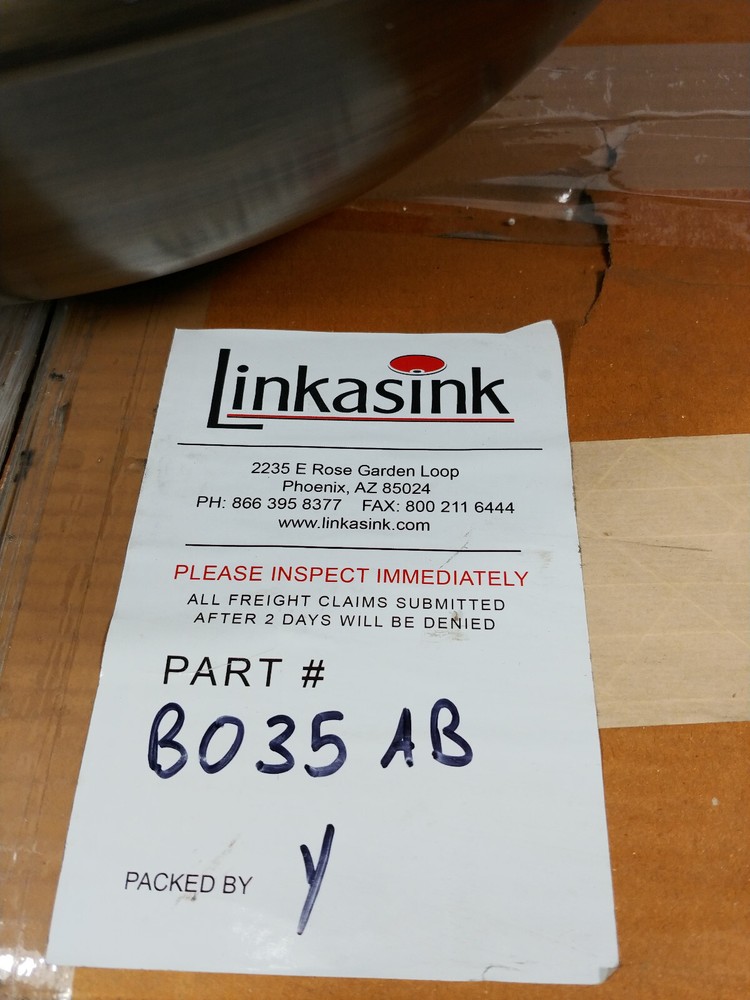 Linkasink
2235 E Rose Garden Loop
Phoenix, AZ 85024
PH: 866 395 8377 FAX: 800 211 6444
www.linkasink.com
PLEASE INSPECT IMMEDIATELY
ALL FREIGHT CLAIMS SUBMITTED
AFTER 2 DAYS WILL BE DENIED
PART #
B035 AB
PACKED BY Y